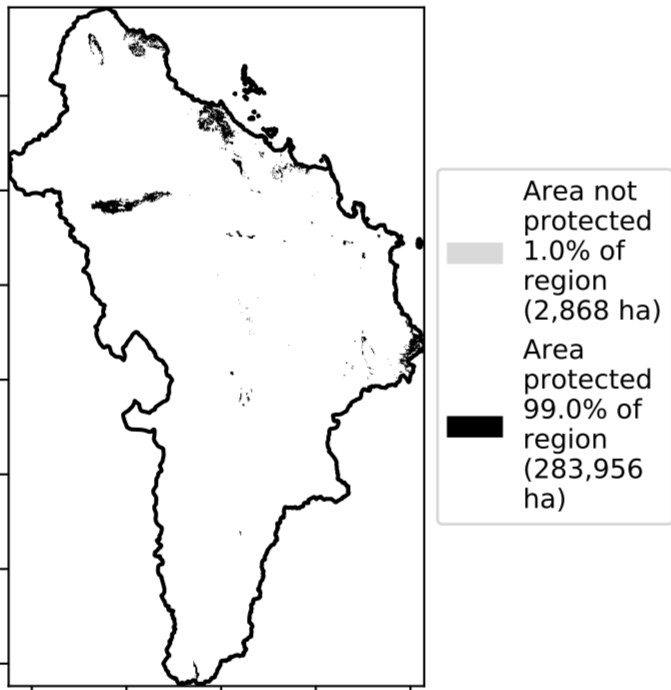 Area not
protected
1.0% of
region
(2,868 ha)
Area
protected
99.0% of
region
(283,956
ha)